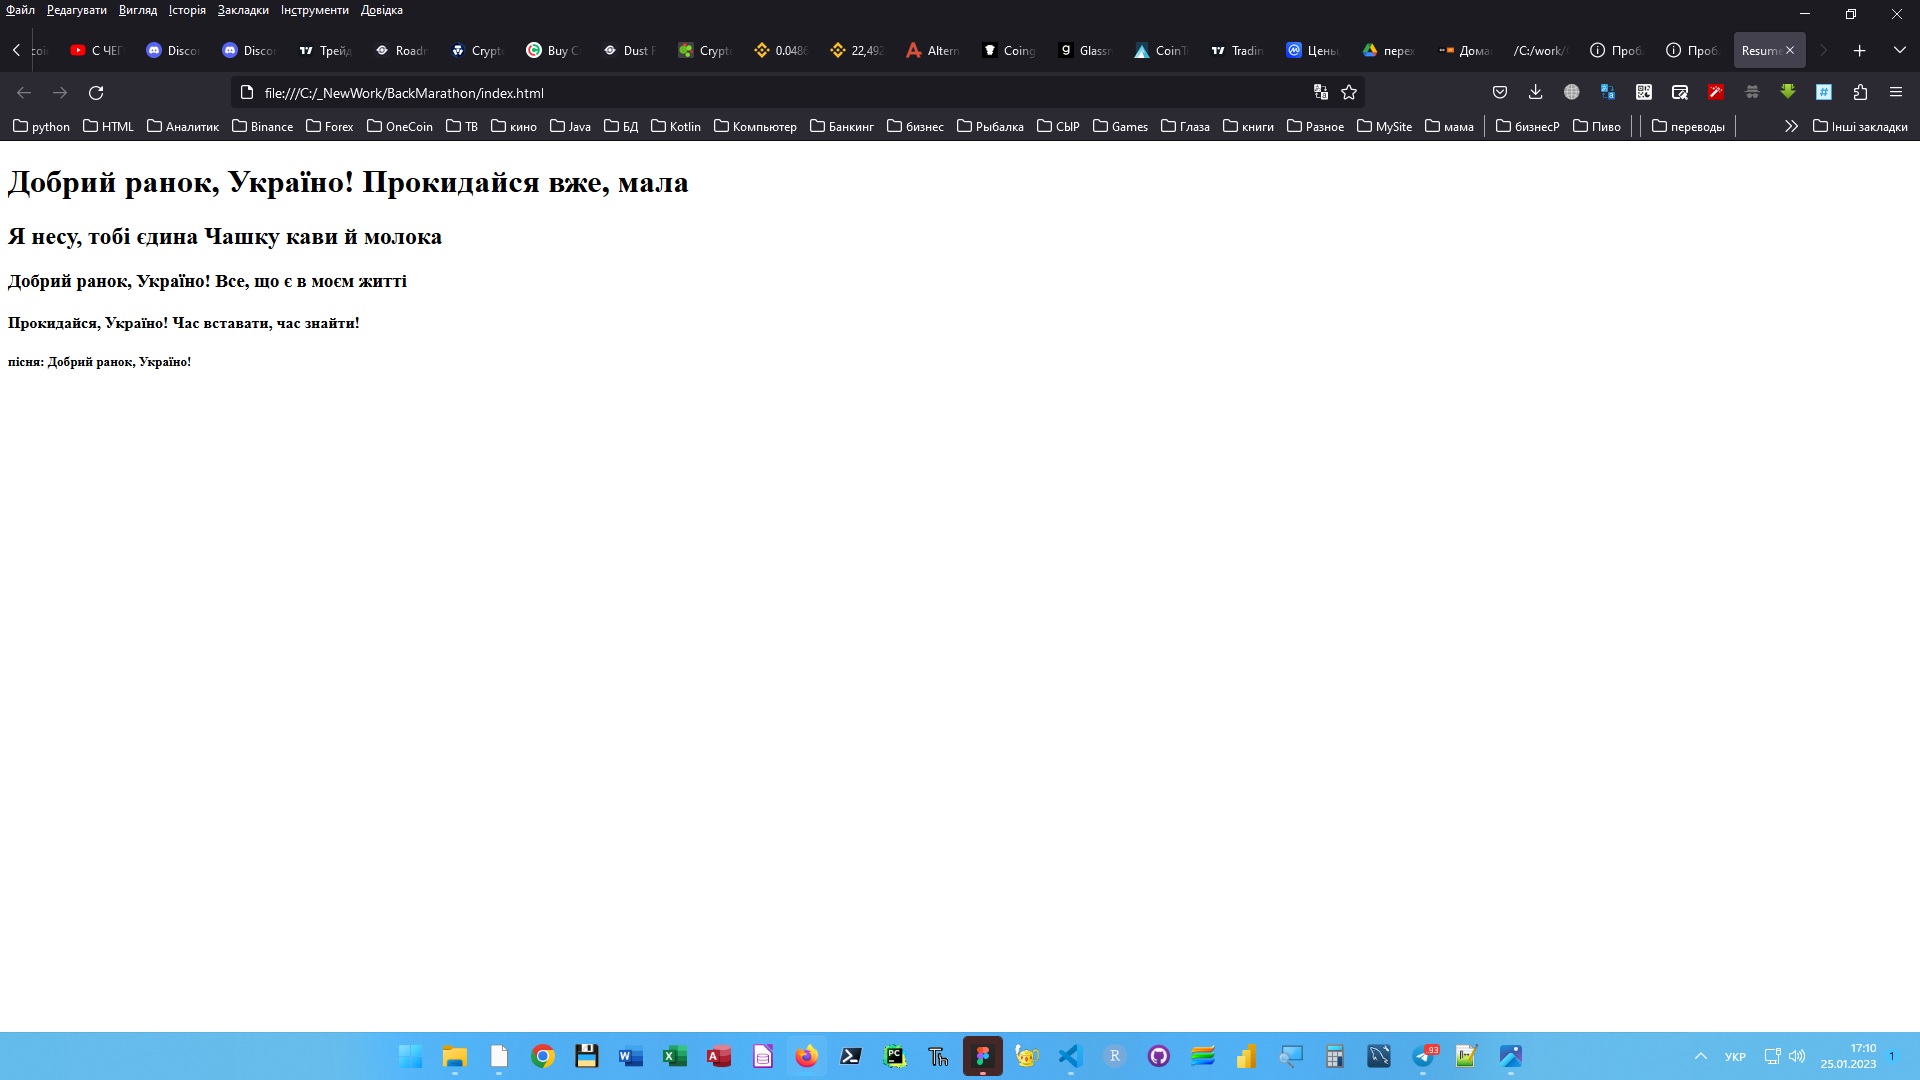 Файл Редагувати Вигляд Історія Закладки Інструменти Довідка
С ЧЕГ Disco Disco Трейд Road Crypt Buy C Dust F Crypt 0.0486 22,492 Altern Coing Glassn CoinT Tradin Цены перех Дома /C:/work/ Проб. Проб. Resume
file:///C:/_NewWork/BackMarathon/index.html
python HTML Аналитик Binance Forex OneCoin ТВ кино Java БД Kotlin Компьютер Банкинг бизнес Рыбалка СЫР Games Глаза книги Разное MySite мама бизнесР Пиво переводы Інші закладки
Добрий ранок, Україно! Прокидайся вже, мала
Я несу, тобі єдина Чашку кави й молока
Добрий ранок, Україно! Все, що є в моєм житті
Прокидайся, Україно! Час вставати, час знайти!
пісня: Добрий ранок, Україно!
93 УКР 17:10 1
25.01.2023